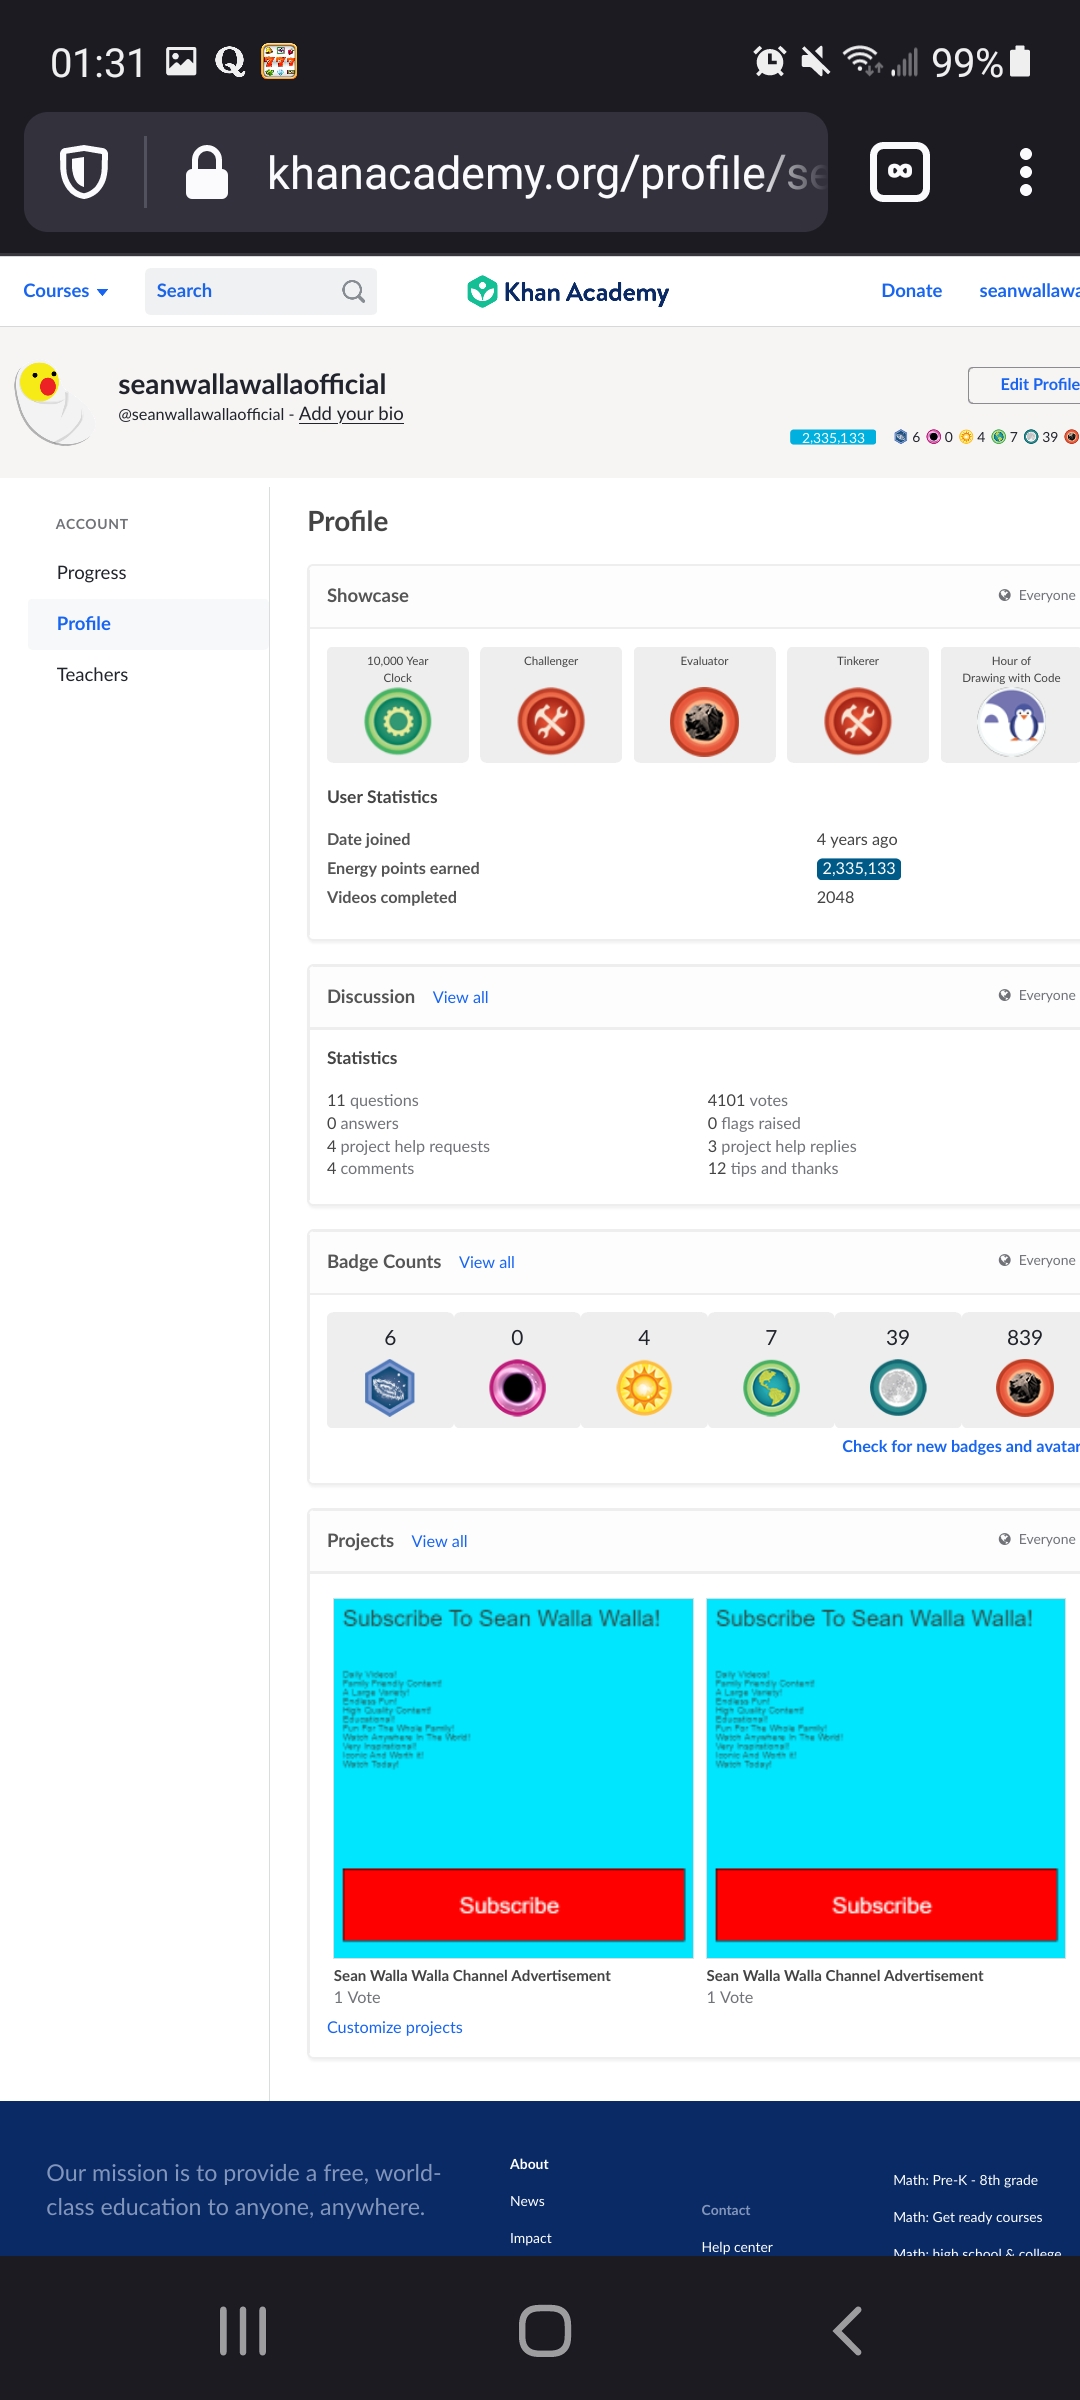 01:31
99%
khanacademy.org/profile/se
Courses
Search
Khan Academy
Donate
seanwallawa
seanwallawallaofficial
@seanwallawallaofficial - Add your bio
Edit Profile
2,335,133
6 0 4 7 39
ACCOUNT
Progress
Profile
Teachers
Profile
Showcase
Everyone
10,000 Year
Clock
Challenger
Evaluator
Tinkerer
Hour of
Drawing with Code
User Statistics
Date joined 4 years ago
Energy points earned 2,335,133
Videos completed 2048
Discussion View all
Everyone
Statistics
11 questions
0 answers
4 project help requests
4 comments
4101 votes
0 flags raised
3 project help replies
12 tips and thanks
Badge Counts View all
Everyone
6 0 4 7 39 839
Check for new badges and avatar
Projects View all
Everyone
Subscribe To Sean Walla Walla!
Daily Videos!
Family Friendly Content!
A Large Variety!
Endless Fun!
High Quality Content!
Educational!
Fun For The Whole Family!
Watch Anywhere In The World!
Very Inspirational!
Iconic And Worth It!
Watch Today!
Subscribe
Sean Walla Walla Channel Advertisement
1 Vote
Subscribe To Sean Walla Walla!
Daily Videos!
Family Friendly Content!
A Large Variety!
Endless Fun!
High Quality Content!
Educational!
Fun For The Whole Family!
Watch Anywhere In The World!
Very Inspirational!
Iconic And Worth It!
Watch Today!
Subscribe
Sean Walla Walla Channel Advertisement
1 Vote
Customize projects
Our mission is to provide a free, world-
class education to anyone, anywhere.
About
News
Impact
Contact
Help center
Math: Pre-K - 8th grade
Math: Get ready courses
Math: high school & college